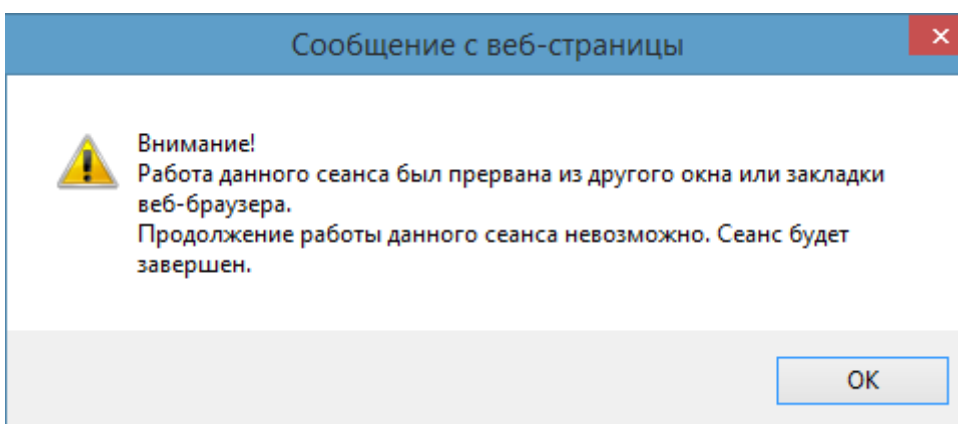 Сообщение с веб-страницы
Внимание!
Работа данного сеанса был прервана из другого окна или закладки
веб-браузера.
Продолжение работы данного сеанса невозможно. Сеанс будет
завершен.
OK